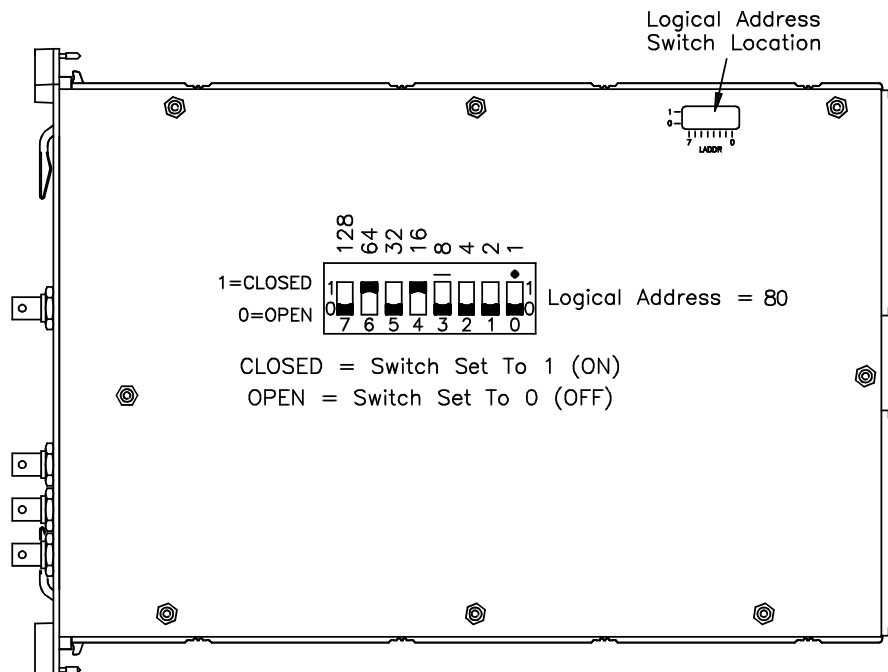 Logical Address
Switch Location
1
0
7 0
LADDR
128 64 32 16 8 4 2 1
1=CLOSED 1 1
0=OPEN 0 0
7 6 5 4 3 2 1 0
Logical Address = 80
CLOSED = Switch Set To 1 (ON)
OPEN = Switch Set To 0 (OFF)